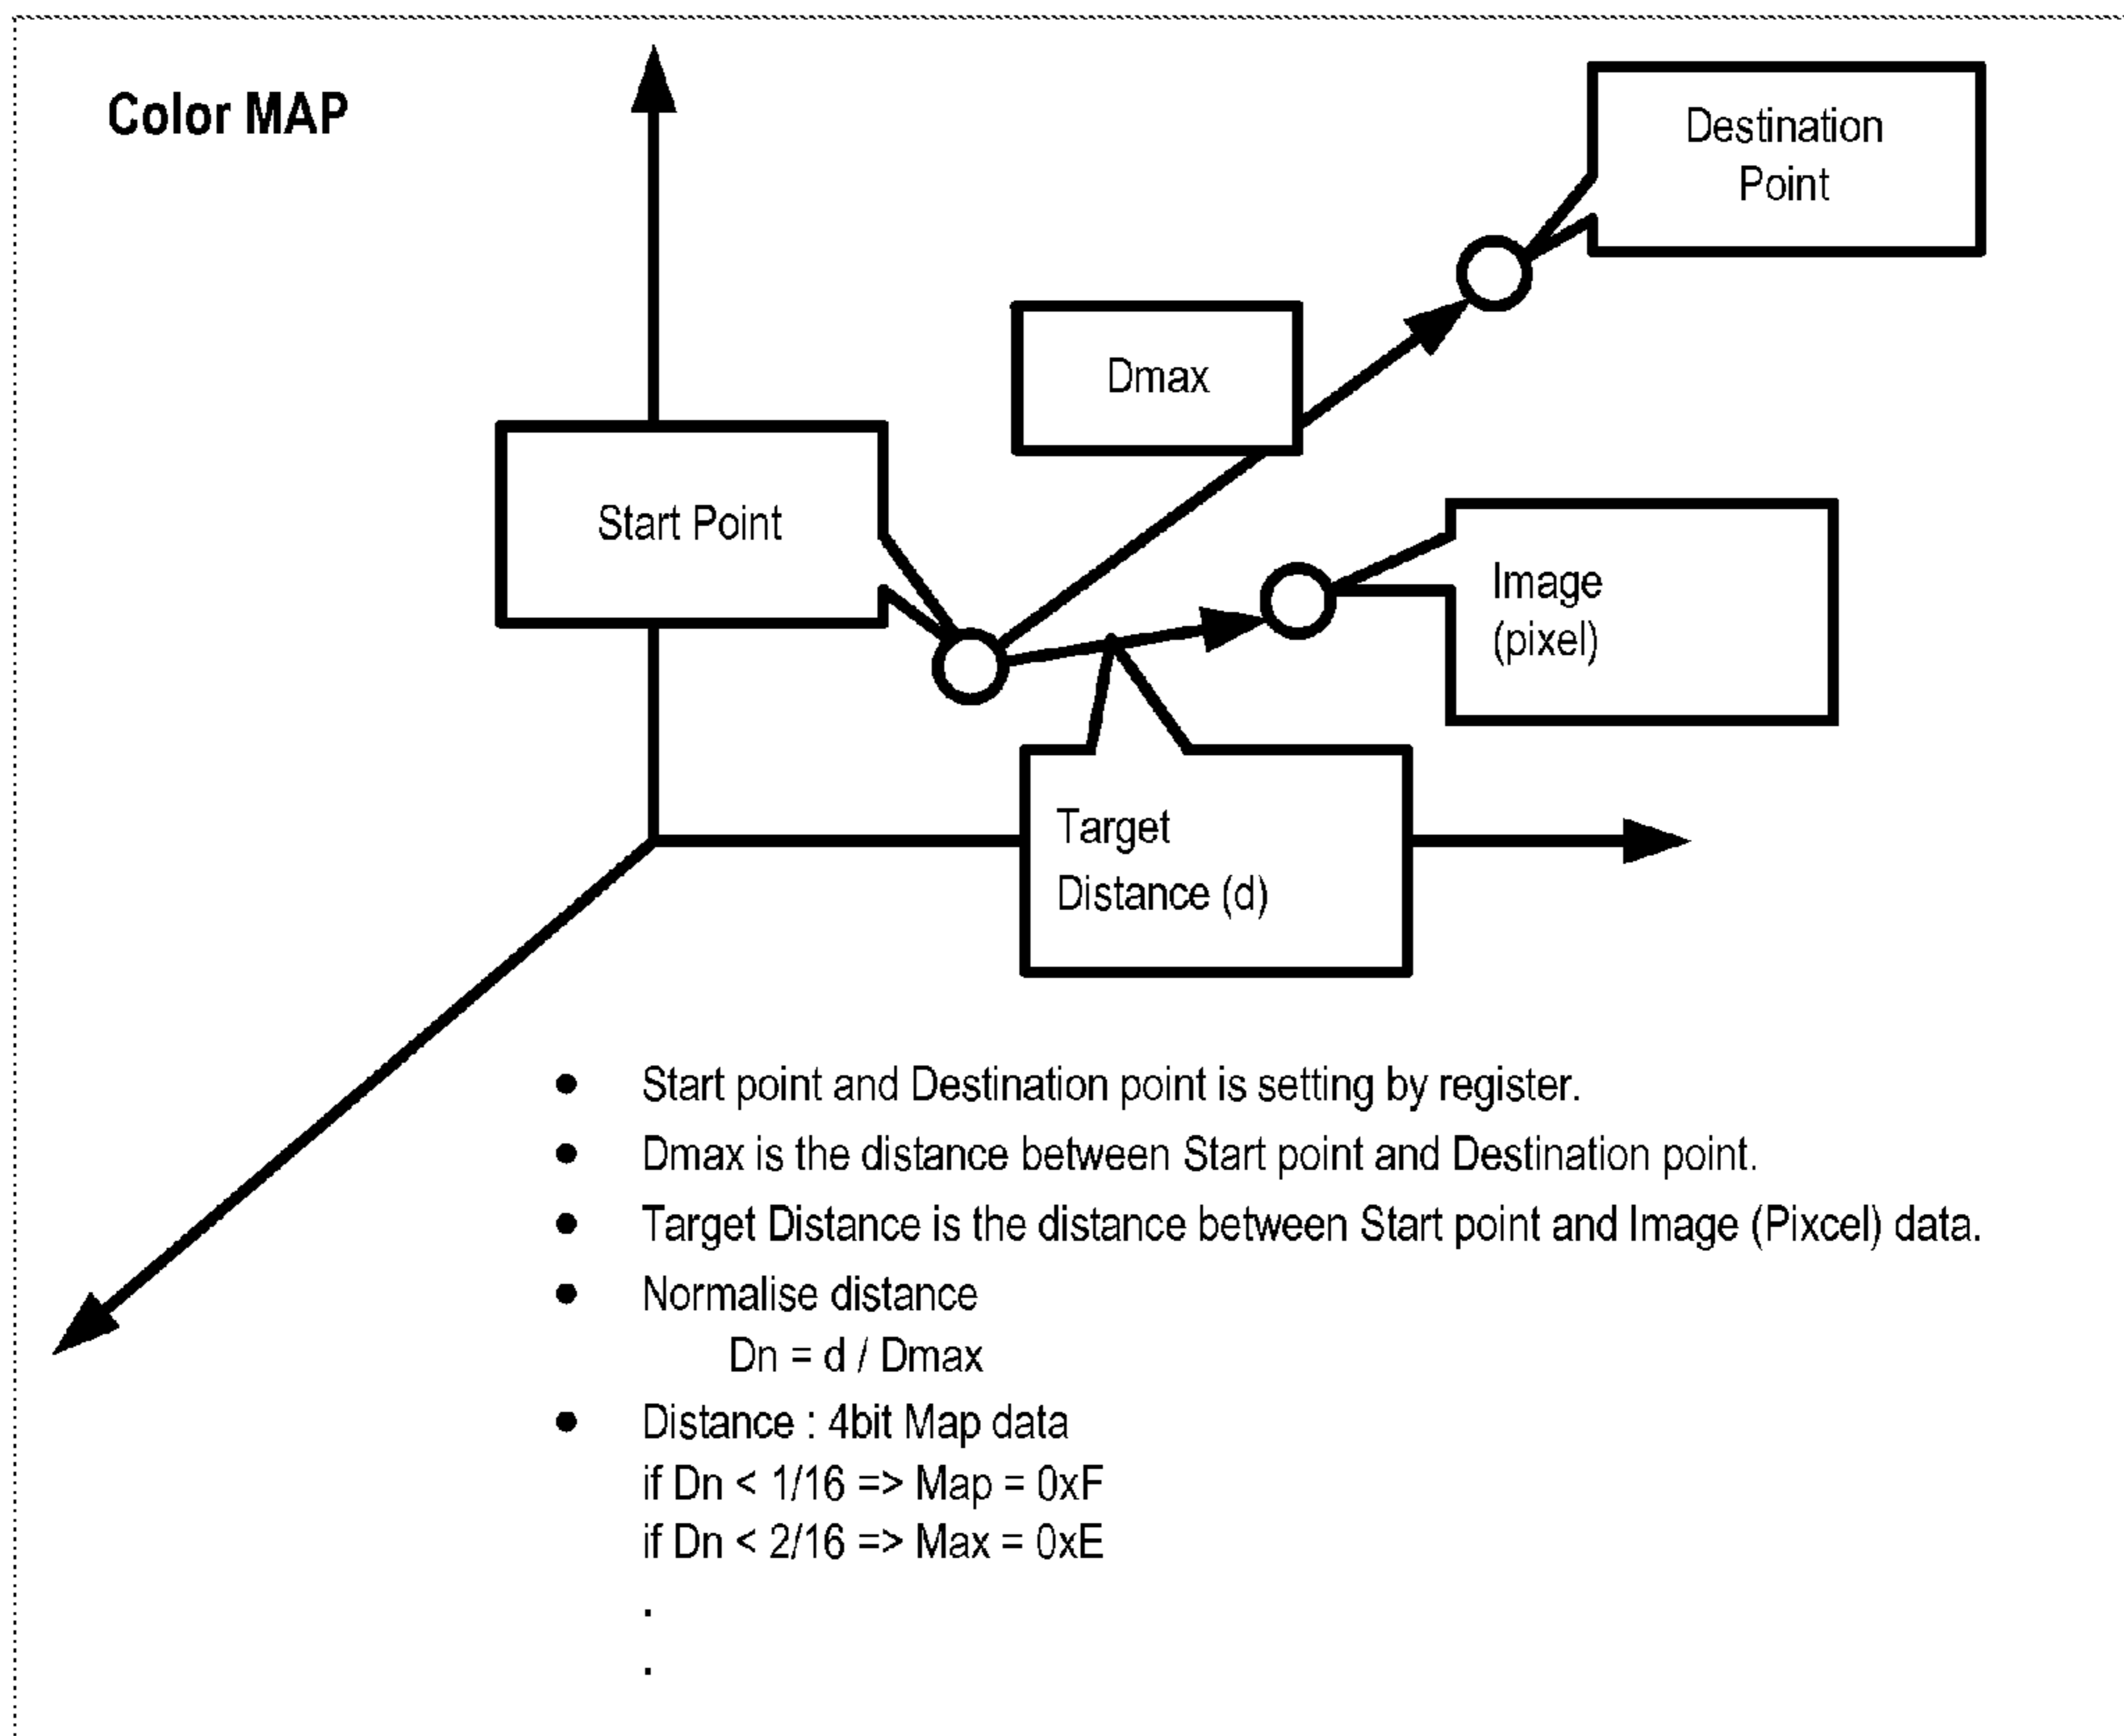 Color MAP
Destination
Point
Dmax
Start Point
Image
(pixel)
Target
Distance (d)
● Start point and Destination point is setting by register.
● Dmax is the distance between Start point and Destination point.
● Target Distance is the distance between Start point and Image (Pixcel) data.
● Normalise distance
Dn = d / Dmax
● Distance : 4bit Map data
if Dn < 1/16 => Map = 0xF
if Dn < 2/16 => Max = 0xE
.
.